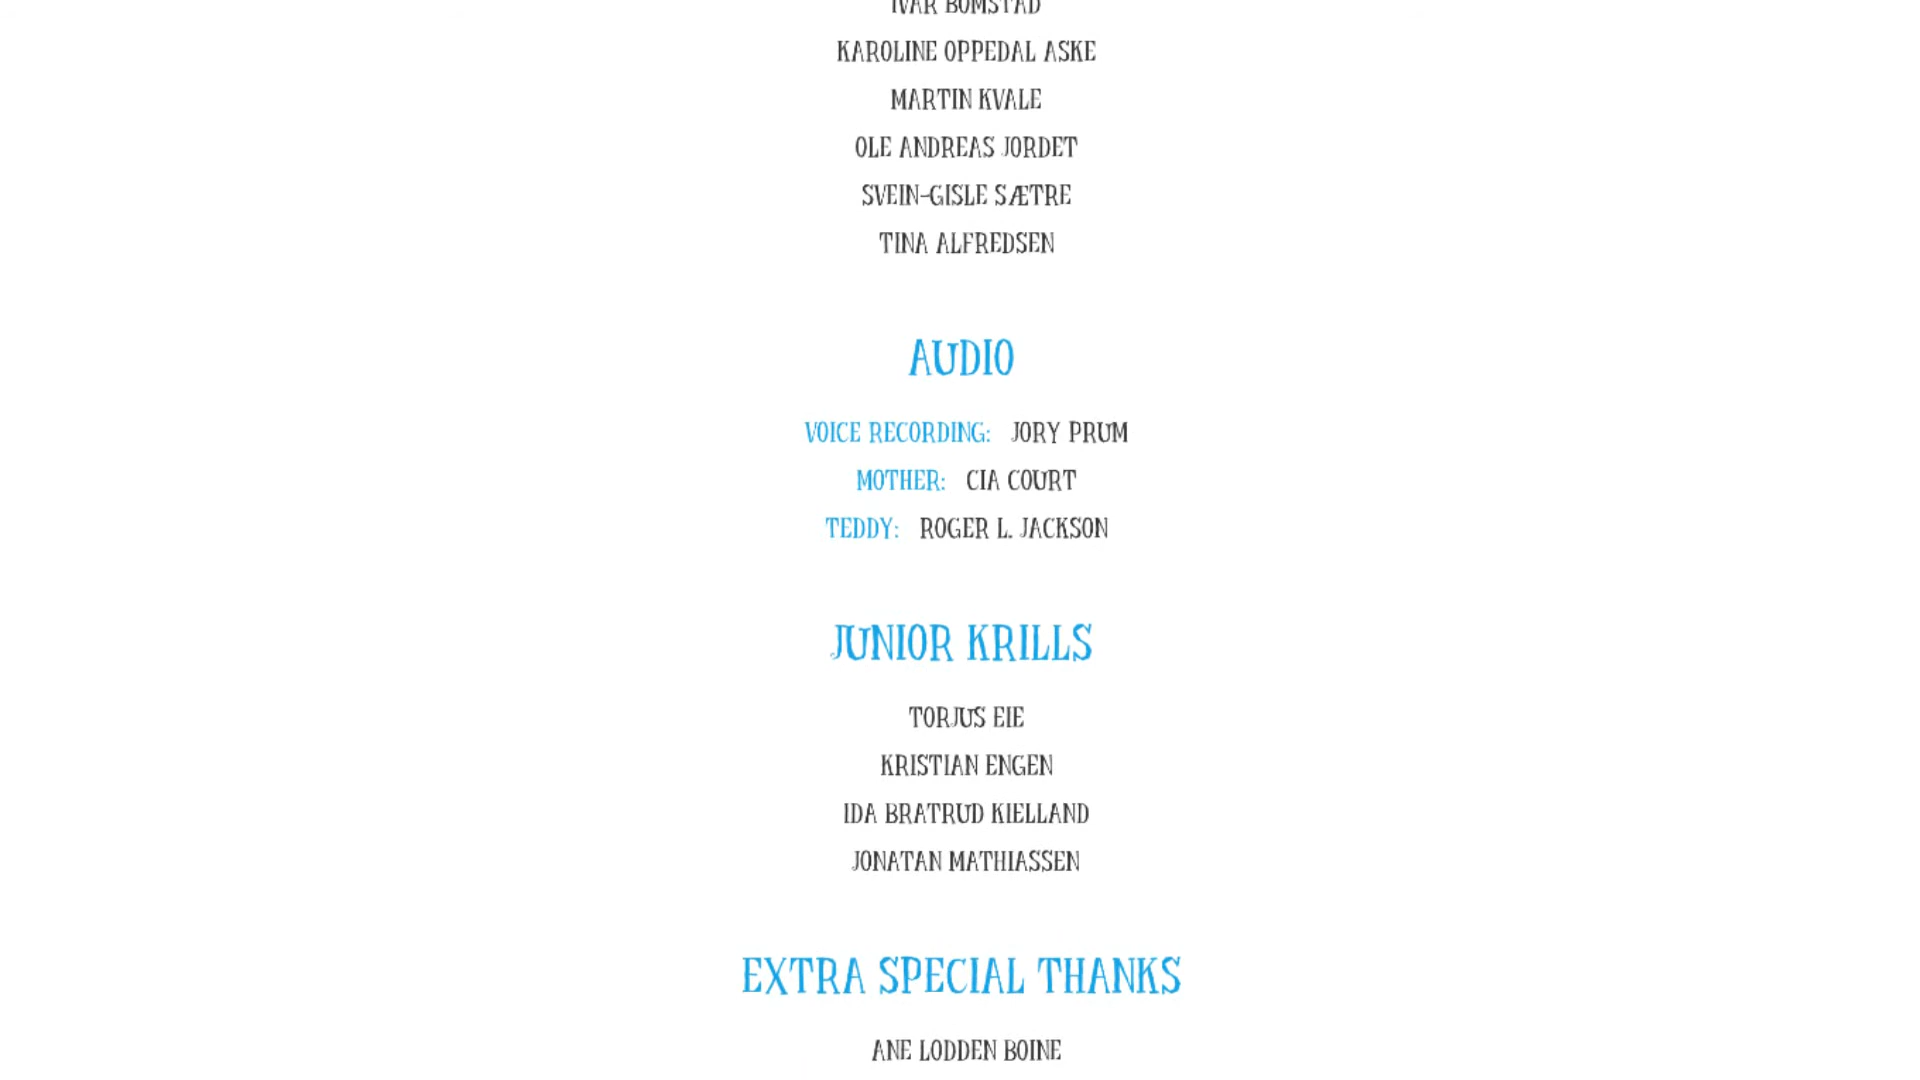 IVAR BOMSTAD
KAROLINE OPPEDAL ASKE
MARTIN KVALE
OLE ANDREAS JORDET
SVEIN-GISLE SÆTRE
TINA ALFREDSEN
AUDIO
VOICE RECORDING: JORY PRUM
MOTHER: CIA COURT
TEDDY: ROGER L. JACKSON
JUNIOR KRILLS
TORJUS EIE
KRISTIAN ENGEN
IDA BRATRUD KIELLAND
JONATAN MATHIASSEN
EXTRA SPECIAL THANKS
ANE LODDEN BOINE